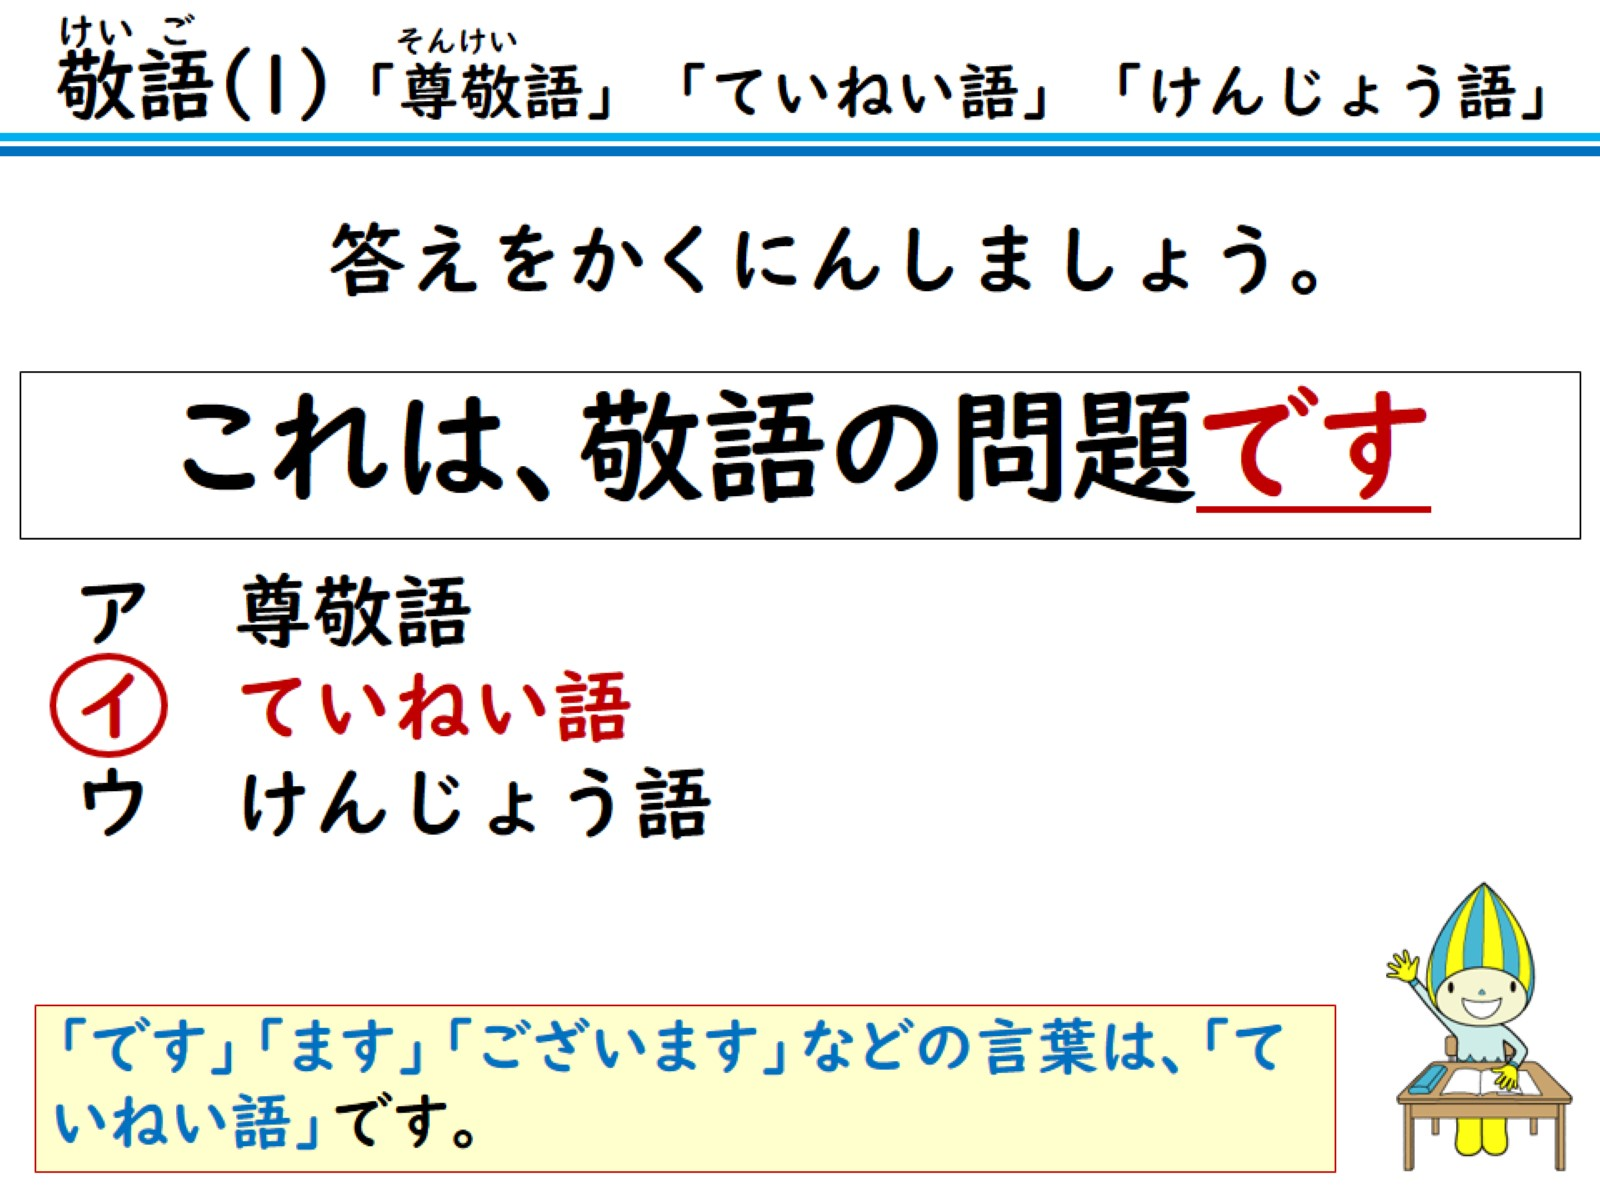 けいご そんけい
敬語(1)「尊敬語」「ていねい語」「けんじょう語」
答えをかくにんしましょう。
これは、敬語の問題です
ア 尊敬語
イ ていねい語
ウ けんじょう語
「です」「ます」「ございます」などの言葉は、「て
いねい語」です。